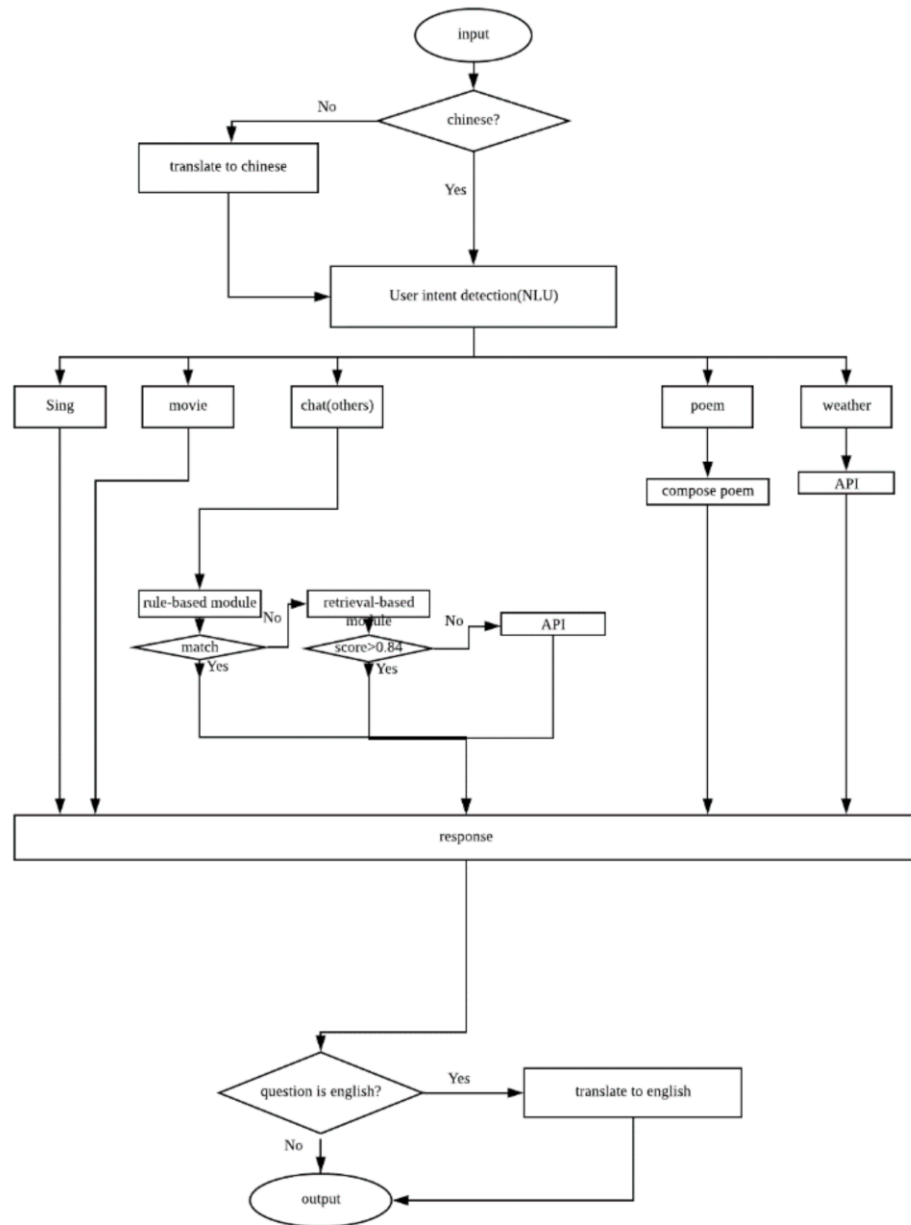 input
No
chinese?
translate to chinese
Yes
User intent detection(NLU)
Sing
movie
chat(others)
poem
weather
compose poem
API
rule-based module
No
retrieval-based
module
No
API
match
score>0.84
Yes
Yes
response
question is english?
Yes
translate to english
No
output